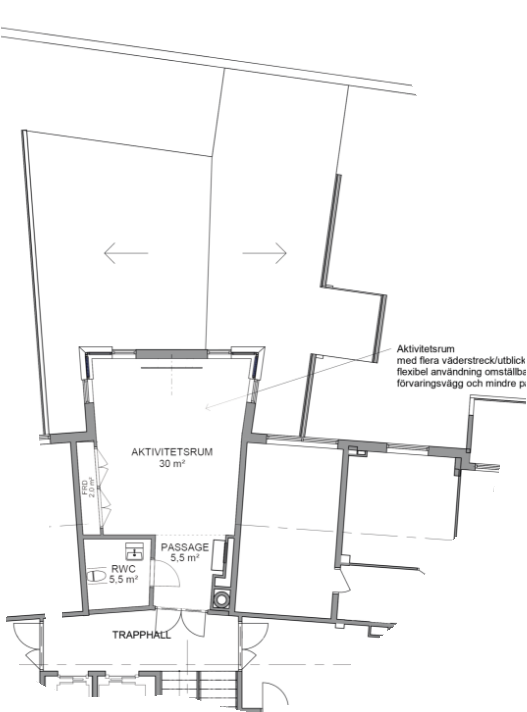 Aktivitetsrum
med flera väderstreck/utblick
flexibel användning omställba
förvaringsvägg och mindre pa
AKTIVITETSRUM
30 m²
FRD
2,0 m²
PASSAGE
5,5 m²
RWC
5,5 m²
TRAPPHALL